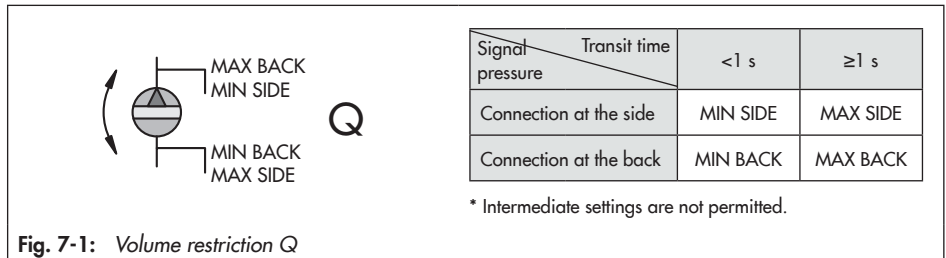 MAX BACK
MIN SIDE
Q
MIN BACK
MAX SIDE
Signal pressure Transit time <1 s ≥1 s
Connection at the side MIN SIDE MAX SIDE
Connection at the back MIN BACK MAX BACK
* Intermediate settings are not permitted.
Fig. 7-1: Volume restriction Q